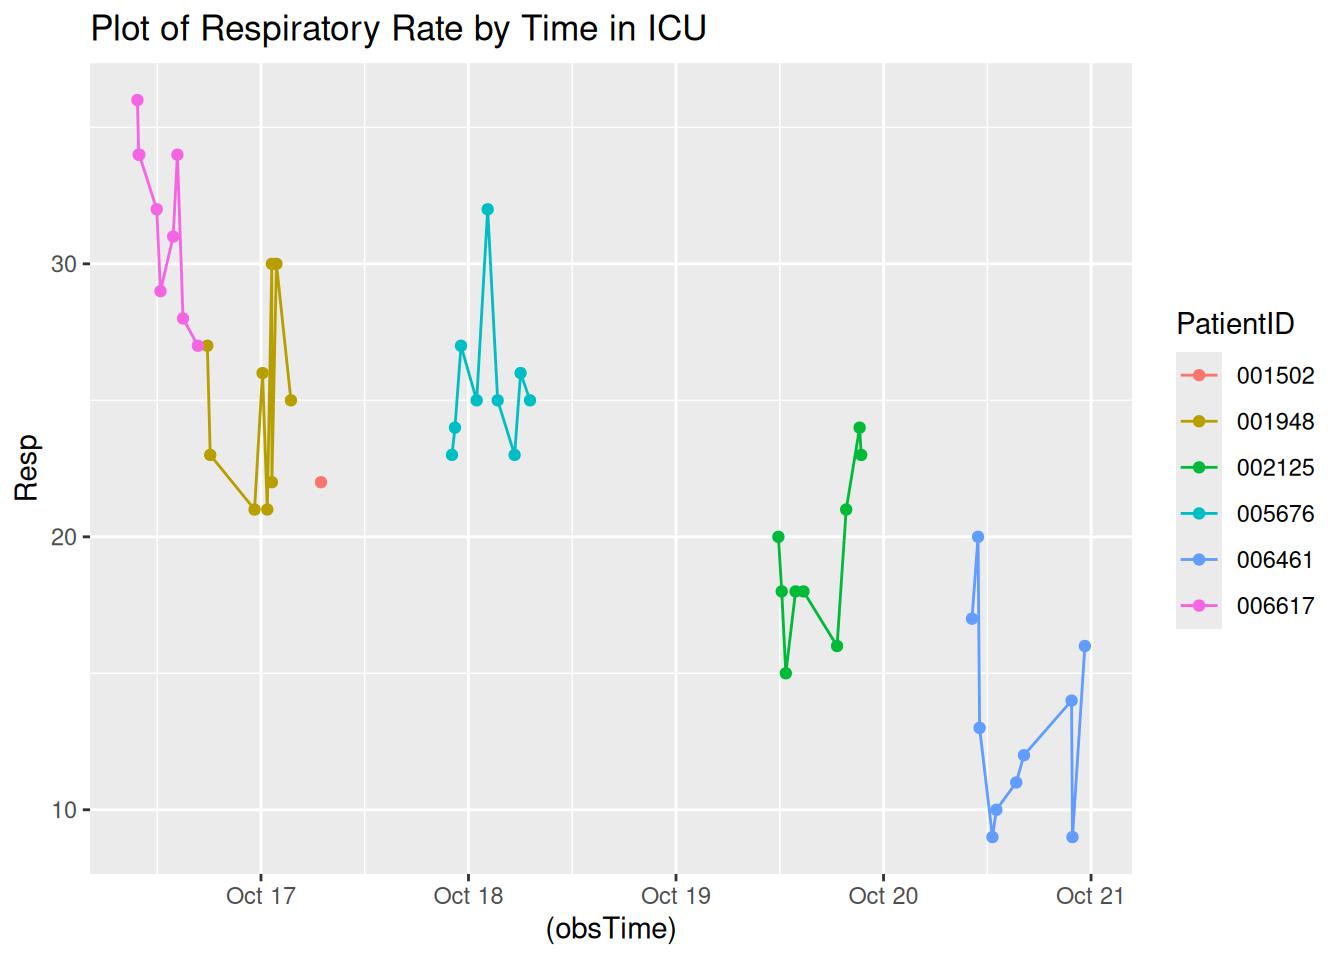 Plot of Respiratory Rate by Time in ICU
Resp
30
20
10
Oct 17
Oct 18
Oct 19
Oct 20
Oct 21
(obsTime)
PatientID
001502
001948
002125
005676
006461
006617